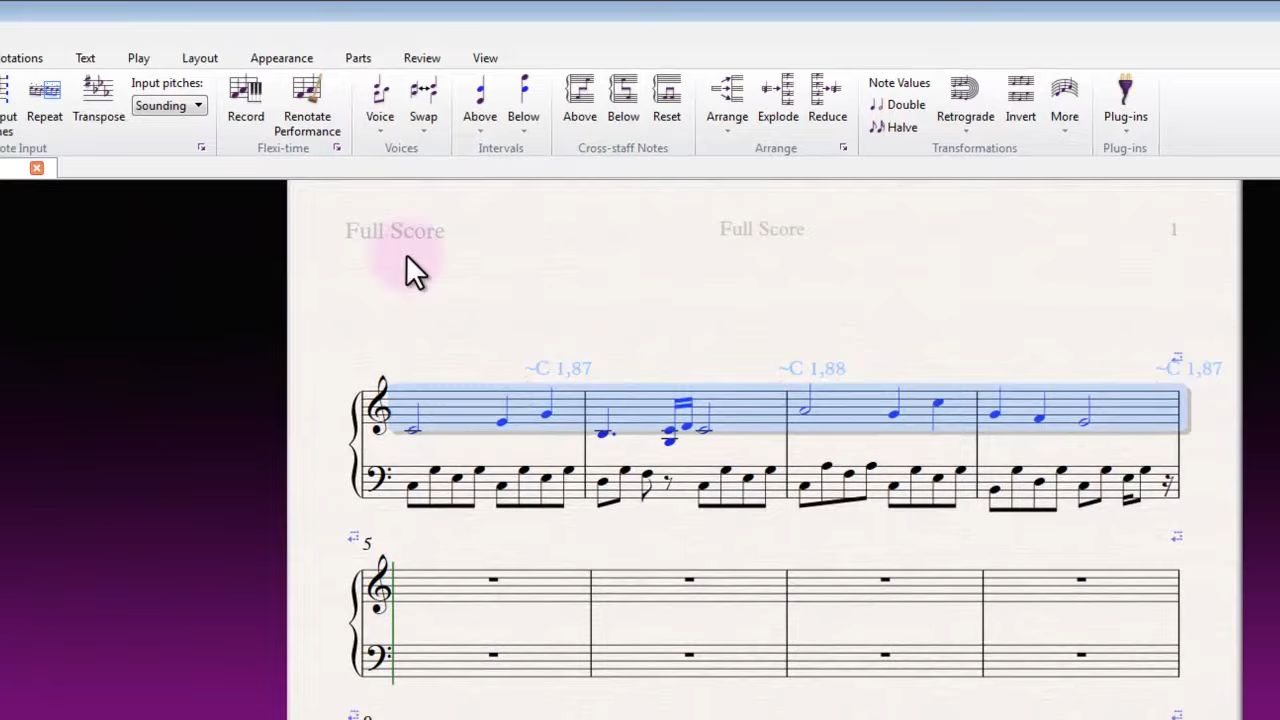 otations Text Play Layout Appearance Parts Review View
Input pitches: Note Values
Sounding Double
put Repeat Transpose Record Renotate Voice Swap Above Below Above Below Reset Arrange Explode Reduce Halve Retrograde Invert More Plug-ins
nes Performance
ote Input Flexi-time Voices Intervals Cross-staff Notes Arrange Transformations Plug-ins
Full Score Full Score 1
~C 1,87 ~C 1,88 ~C 1,87
5